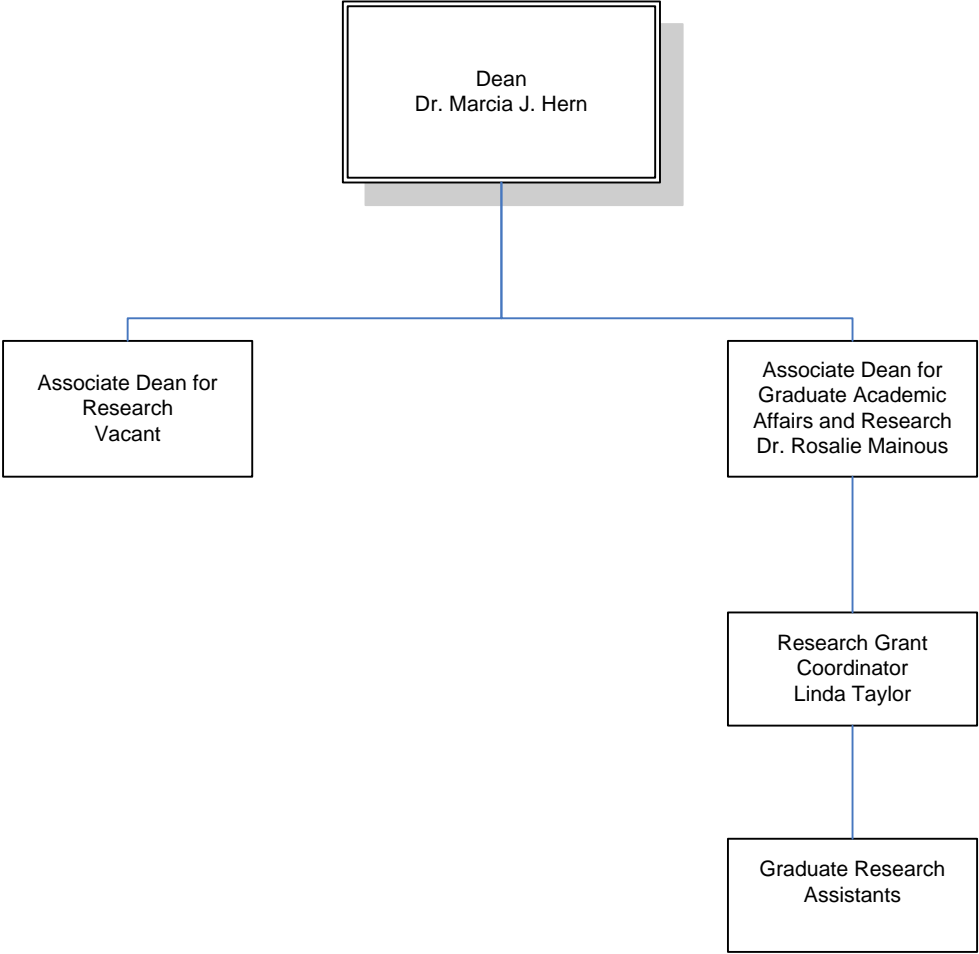 Dean
Dr. Marcia J. Hern
Associate Dean for
Research
Vacant
Associate Dean for
Graduate Academic
Affairs and Research
Dr. Rosalie Mainous
Research Grant
Coordinator
Linda Taylor
Graduate Research
Assistants